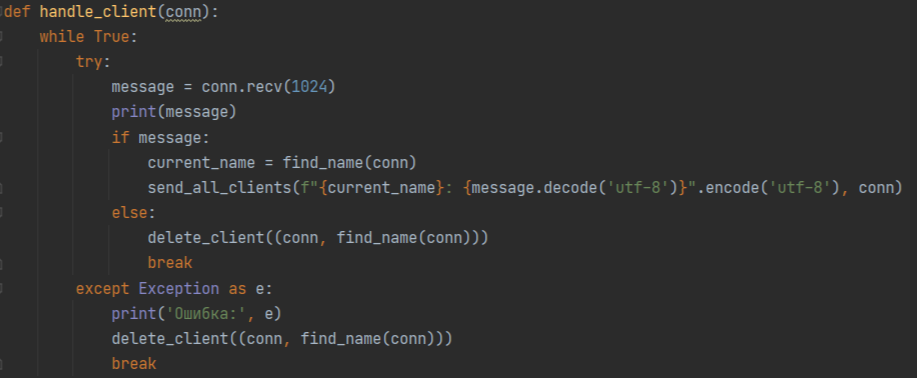 def handle_client(conn):
    while True:
        try:
            message = conn.recv(1024)
            print(message)
            if message:
                current_name = find_name(conn)
                send_all_clients(f"{current_name}: {message.decode('utf-8')}".encode('utf-8'), conn)
            else:
                delete_client((conn, find_name(conn)))
                break
        except Exception as e:
            print('Ошибка:', e)
            delete_client((conn, find_name(conn)))
            break